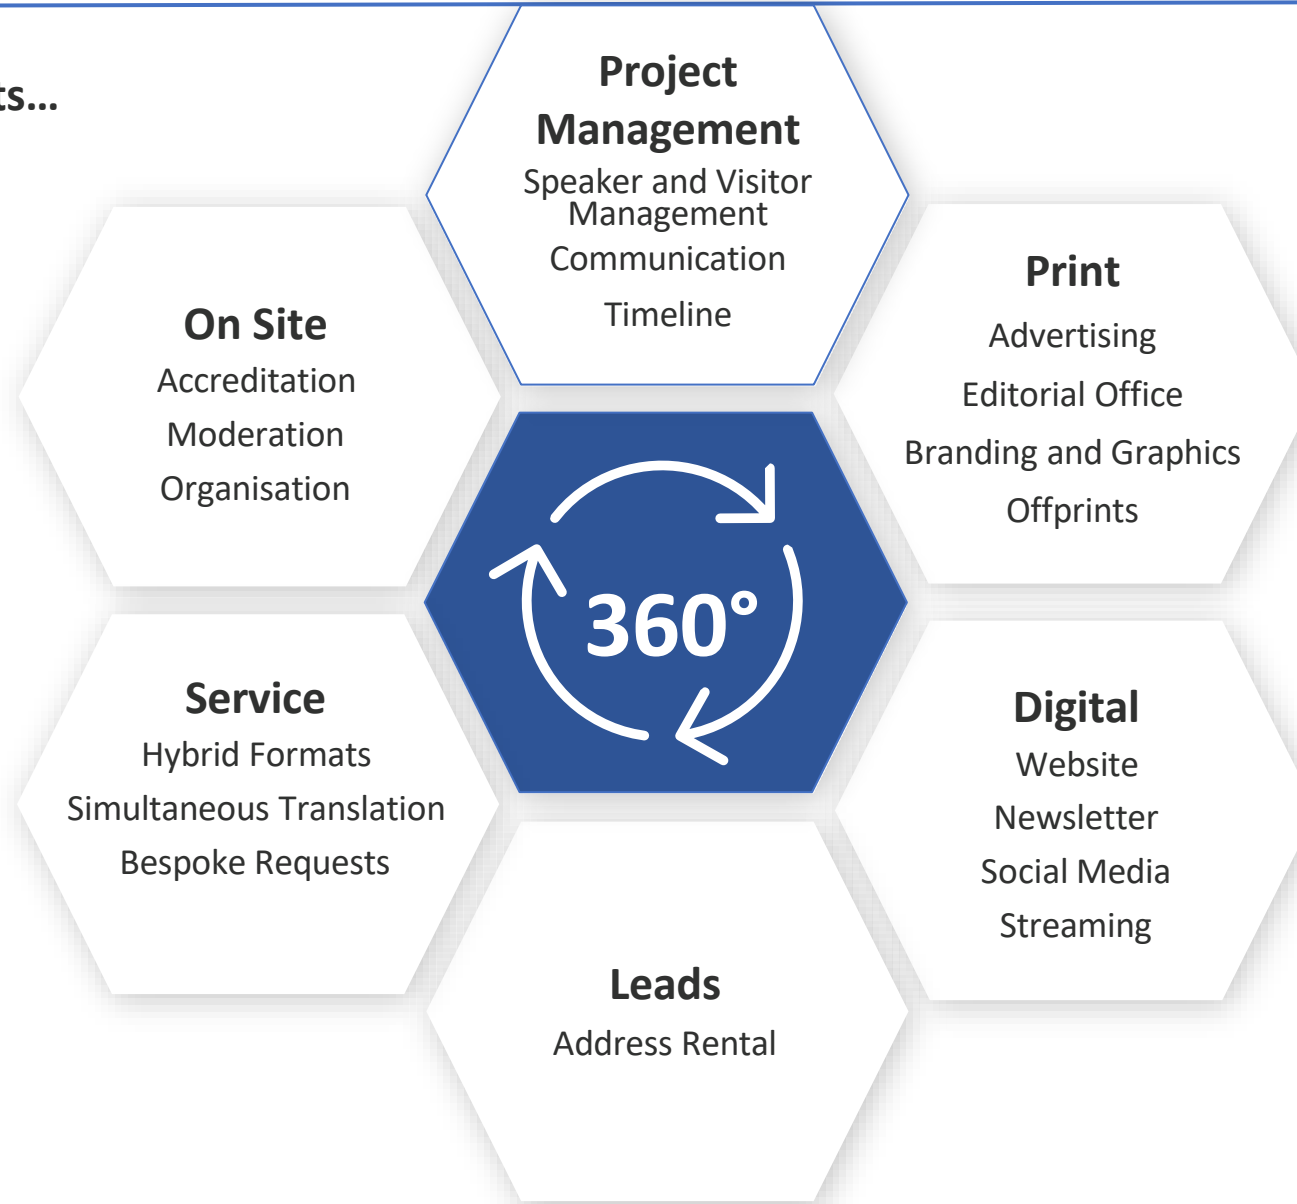 ts...
Project
Management
Speaker and Visitor
Management
Communication
Timeline
On Site
Accreditation
Moderation
Organisation
Print
Advertising
Editorial Office
Branding and Graphics
Offprints
360°
Service
Hybrid Formats
Simultaneous Translation
Bespoke Requests
Digital
Website
Newsletter
Social Media
Streaming
Leads
Address Rental